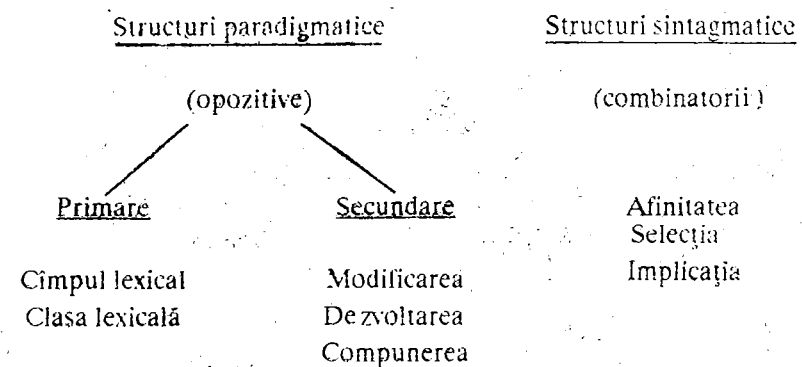 Structuri paradigmatice
Structuri sintagmatice
(opozitive)
(combinatorii)
Primare
Secundare
Afinitatea
Selecția
Implicația
Cîmpul lexical
Clasa lexicală
Modificarea
Dezvoltarea
Compunerea